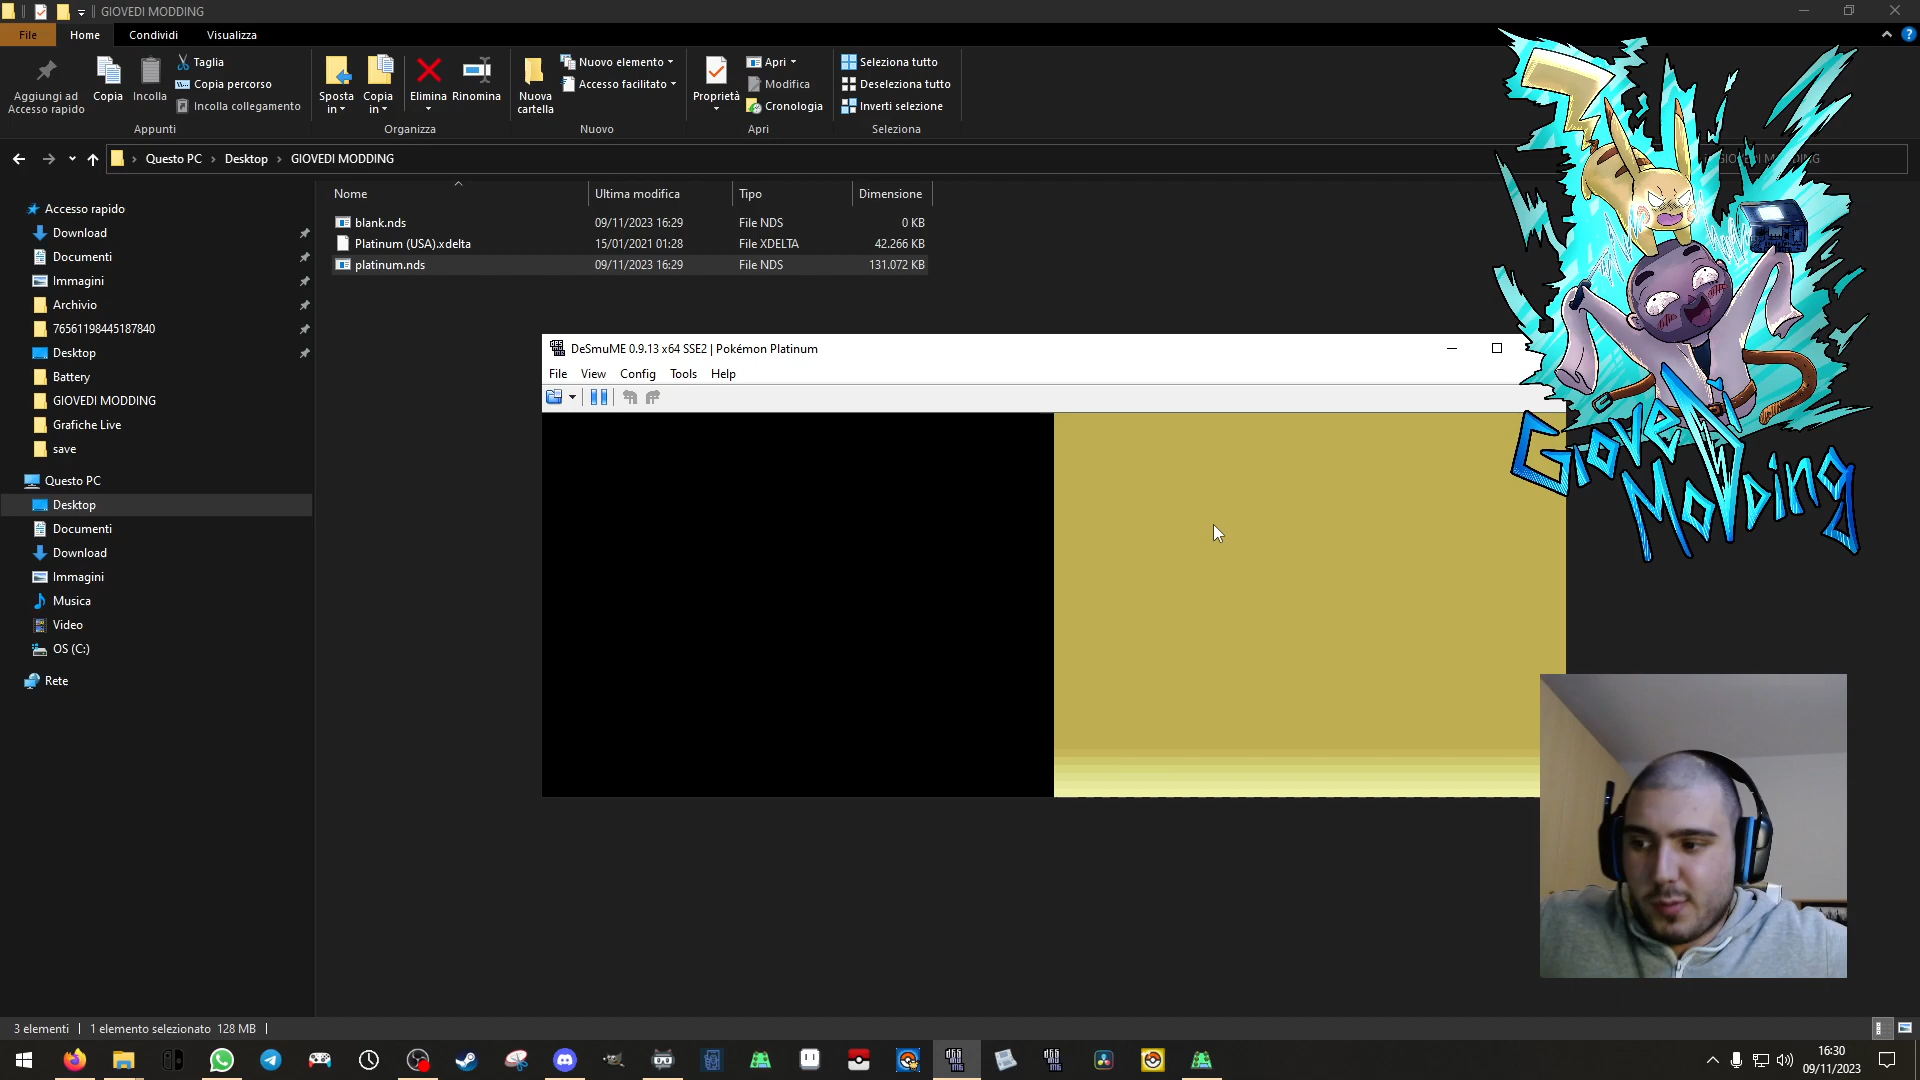 GIOVEDI MODDING
File
Home
Condividi
Visualizza
Aggiungi ad
Accesso rapido
Copia
Incolla
Taglia
Copia percorso
Incolla collegamento
Appunti
Sposta
in
Copia
in
Elimina
Rinomina
Organizza
Nuova
cartella
Nuovo elemento
Accesso facilitato
Nuovo
Proprietà
Apri
Modifica
Cronologia
Apri
Seleziona tutto
Deseleziona tutto
Inverti selezione
Seleziona
Questo PC
Desktop
GIOVEDI MODDING
Nome
Ultima modifica
Tipo
Dimensione
blank.nds 09/11/2023 16:29 File NDS 0 KB
Platinum (USA).xdelta 15/01/2021 01:28 File XDELTA 42.266 KB
platinum.nds 09/11/2023 16:29 File NDS 131.072 KB
Accesso rapido
Download
Documenti
Immagini
Archivio
76561198445187840
Desktop
Battery
GIOVEDI MODDING
Grafiche Live
save
Questo PC
Desktop
Documenti
Download
Immagini
Musica
Video
OS (C:)
Rete
DeSmuME 0.9.13 x64 SSE2 | Pokémon Platinum
File
View
Config
Tools
Help
Giovedì
Modding
3 elementi
1 elemento selezionato 128 MB
16:30
09/11/2023